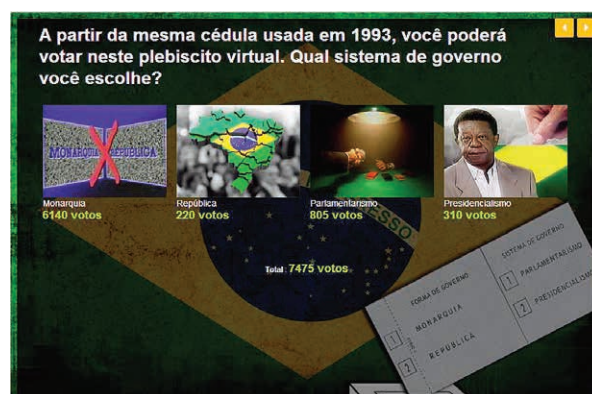 A partir da mesma cédula usada em 1993, você poderá
votar neste plebiscito virtual. Qual sistema de governo
você escolhe?
MONARQUIA REPÚBLICA
Monarquia
6140 votos
República
220 votos
Parlamentarismo
805 votos
Presidencialismo
310 votos
Total: 7475 votos
FORMA DE GOVERNO
1 MONARQUIA
2 REPÚBLICA
SISTEMA DE GOVERNO
1 PARLAMENTARISMO
2 PRESIDENCIALISMO